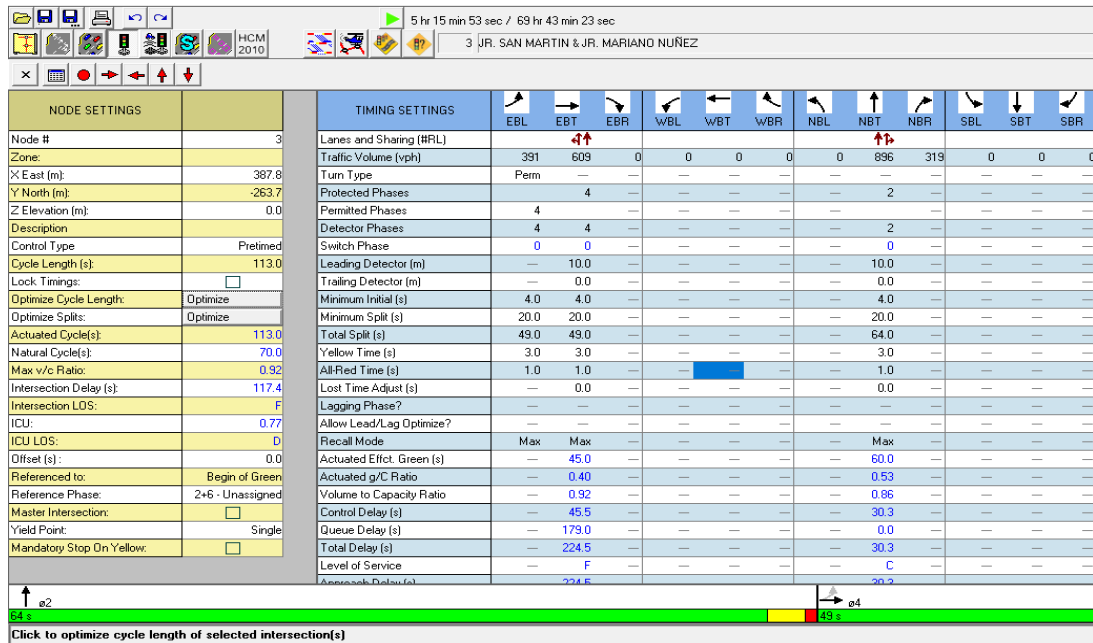 5 hr 15 min 53 sec / 69 hr 43 min 23 sec
HCM 2010
3 JR. SAN MARTIN & JR. MARIANO NUÑEZ
NODE SETTINGS
Node # 3
Zone:
X East (m): 387.8
Y North (m): -263.7
Z Elevation (m): 0.0
Description
Control Type Pretimed
Cycle Length (s): 113.0
Lock Timings:
Optimize Cycle Length: Optimize
Optimize Splits: Optimize
Actuated Cycle(s): 113.0
Natural Cycle(s): 70.0
Max v/c Ratio: 0.92
Intersection Delay (s): 117.4
Intersection LOS: F
ICU: 0.77
ICU LOS: D
Offset (s) : 0.0
Referenced to: Begin of Green
Reference Phase: 2+6 - Unassigned
Master Intersection:
Yield Point: Single
Mandatory Stop On Yellow:
TIMING SETTINGS EBL EBT EBR WBL WBT WBR NBL NBT NBR SBL SBT SBR
Lanes and Sharing (#RL)
Traffic Volume (vph) 391 609 0 0 0 0 0 896 319 0 0 0
Turn Type Perm — — — — — — — — — — —
Protected Phases 4 — — — — — 2 — — — —
Permitted Phases 4 — — — — — — — — —
Detector Phases 4 4 — — — — — 2 — — — —
Switch Phase 0 0 — — — — — 0 — — — —
Leading Detector (m) — 10.0 — — — — — 10.0 — — — —
Trailing Detector (m) — 0.0 — — — — — 0.0 — — — —
Minimum Initial (s) 4.0 4.0 — — — — — 4.0 — — — —
Minimum Split (s) 20.0 20.0 — — — — — 20.0 — — — —
Total Split (s) 49.0 49.0 — — — — — 64.0 — — — —
Yellow Time (s) 3.0 3.0 — — — — — 3.0 — — — —
All-Red Time (s) 1.0 1.0 — — — — — 1.0 — — — —
Lost Time Adjust (s) — 0.0 — — — — — 0.0 — — — —
Lagging Phase? — — — — — — — — — — — —
Allow Lead/Lag Optimize? — — — — — — — — — — — —
Recall Mode Max Max — — — — — Max — — — —
Actuated Effct. Green (s) — 45.0 — — — — — 60.0 — — — —
Actuated g/C Ratio — 0.40 — — — — — 0.53 — — — —
Volume to Capacity Ratio — 0.92 — — — — — 0.86 — — — —
Control Delay (s) — 45.5 — — — — — 30.3 — — — —
Queue Delay (s) — 179.0 — — — — — 0.0 — — — —
Total Delay (s) — 224.5 — — — — — 30.3 — — — —
Level of Service — F — — — — — C — — — —
Approach Delay (s) 224.5 30.3
ø2
ø4
64 s
49 s
Click to optimize cycle length of selected intersection(s)